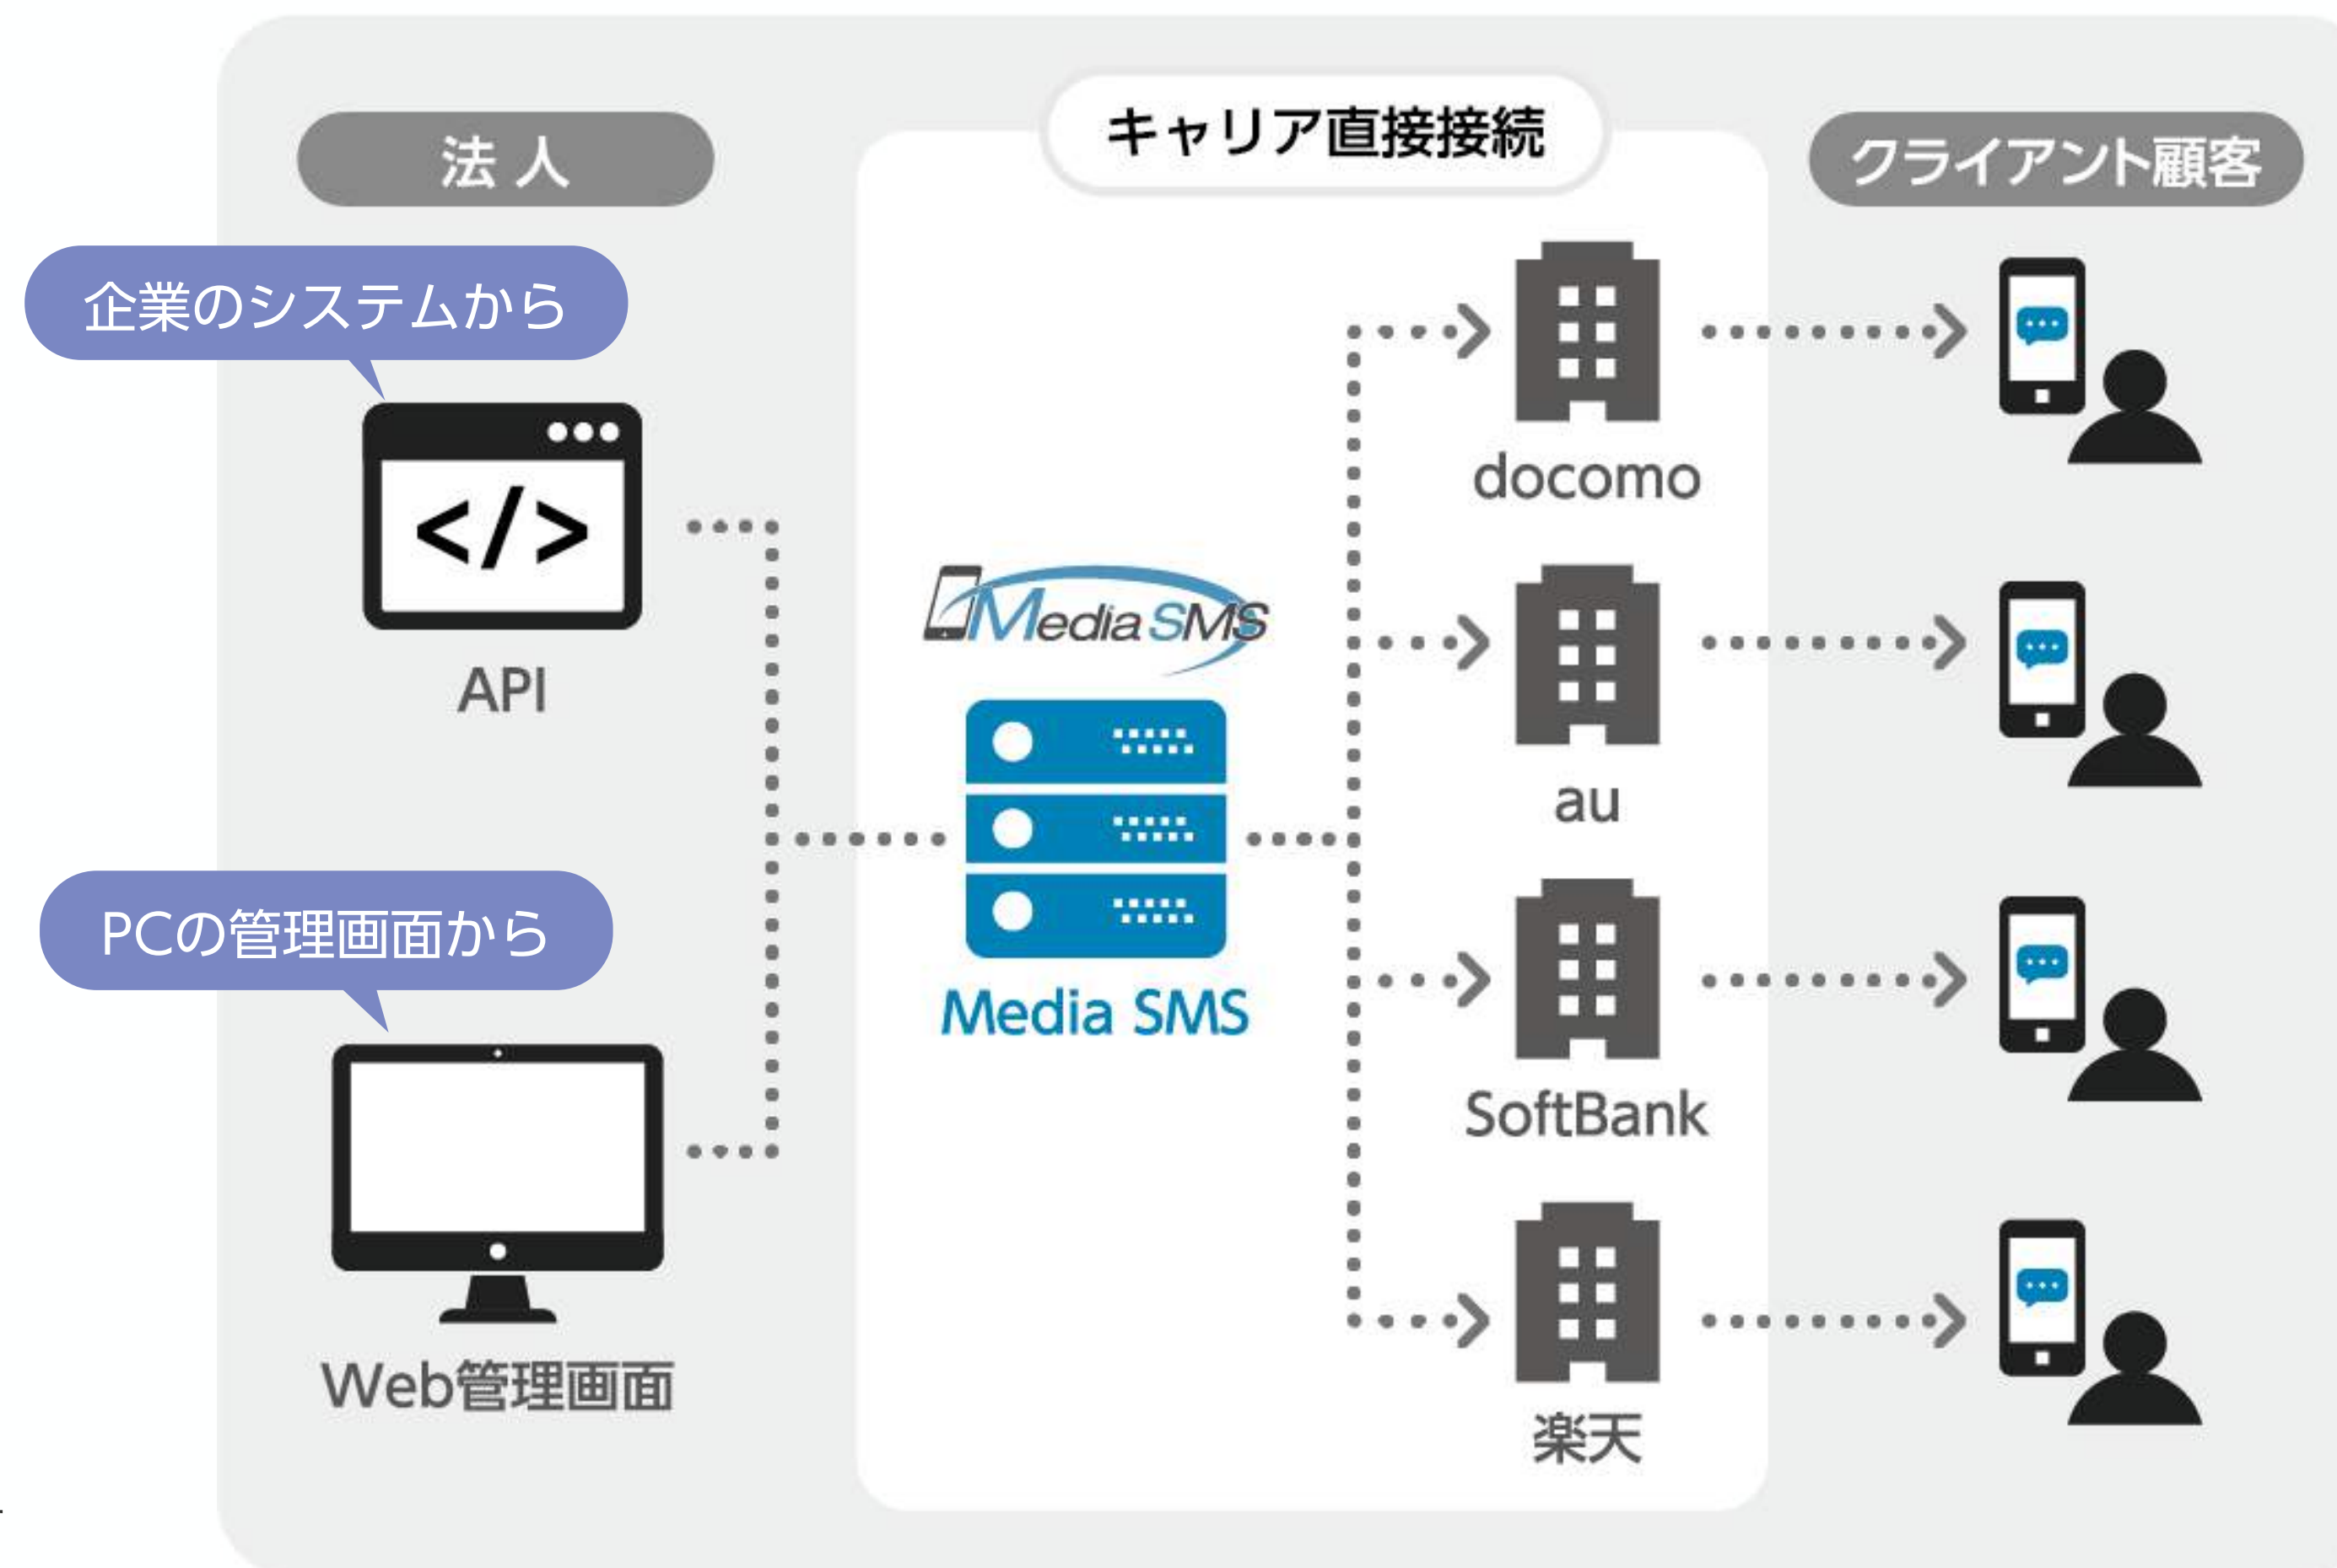 法人
キャリア直接接続
クライアント顧客
企業のシステムから
</>
API
PCの管理画面から
Web管理画面
Media SMS
Media SMS
docomo
au
SoftBank
楽天